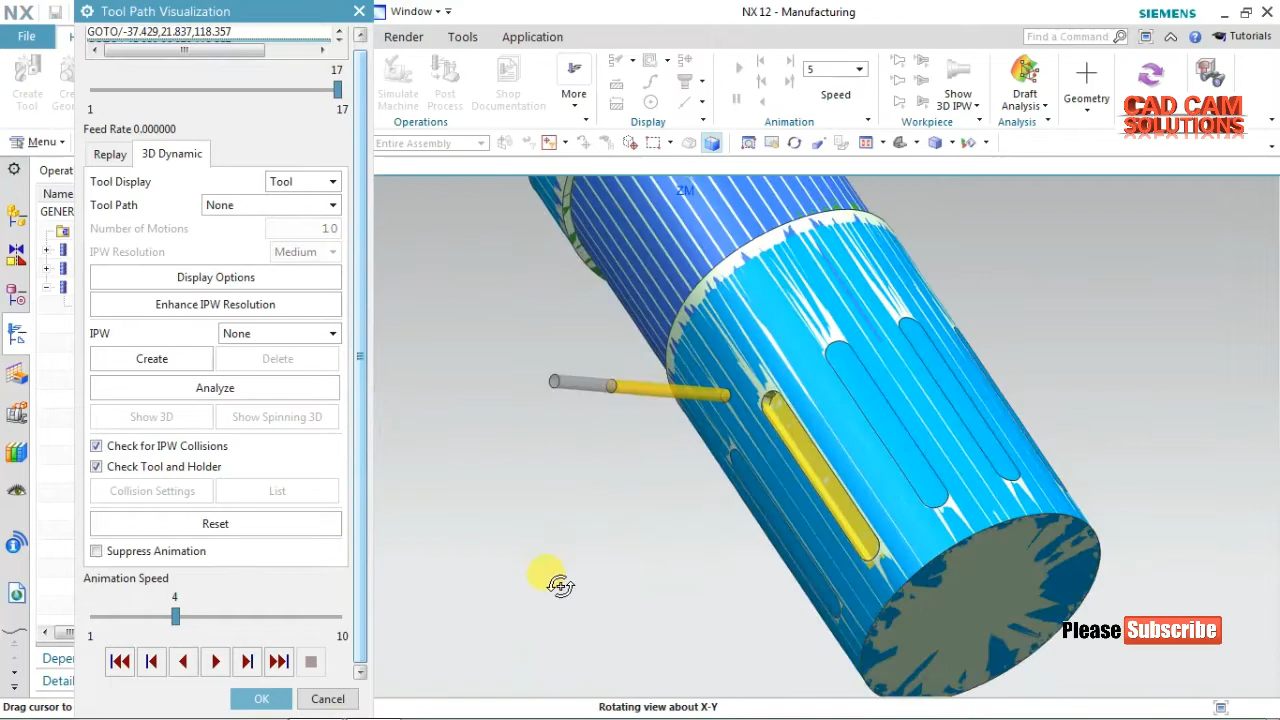 NX
Tool Path Visualization
Window
NX 12 - Manufacturing
SIEMENS
File
Render
Tools
Application
Find a Command
Tutorials
GOTO/-37.429,21.837,118.357
17
1
17
Feed Rate 0.000000
Replay
3D Dynamic
Tool Display
Tool
Tool Path
None
Number of Motions
10
IPW Resolution
Medium
Display Options
Enhance IPW Resolution
IPW
None
Create
Delete
Analyze
Show 3D
Show Spinning 3D
Check for IPW Collisions
Check Tool and Holder
Collision Settings
List
Reset
Suppress Animation
Animation Speed
4
1
10
OK
Cancel
Create
Tool
Create
Simulate
Machine
Post
Process
Shop
Documentation
More
5
Speed
Show
3D IPW
Draft
Analysis
Geometry
Operations
Display
Animation
Workpiece
Analysis
CAD CAM
SOLUTIONS
Menu
Entire Assembly
Operat
Name
GENER
Depen
Detail
ZM
Please Subscribe
Drag cursor to
Rotating view about X-Y